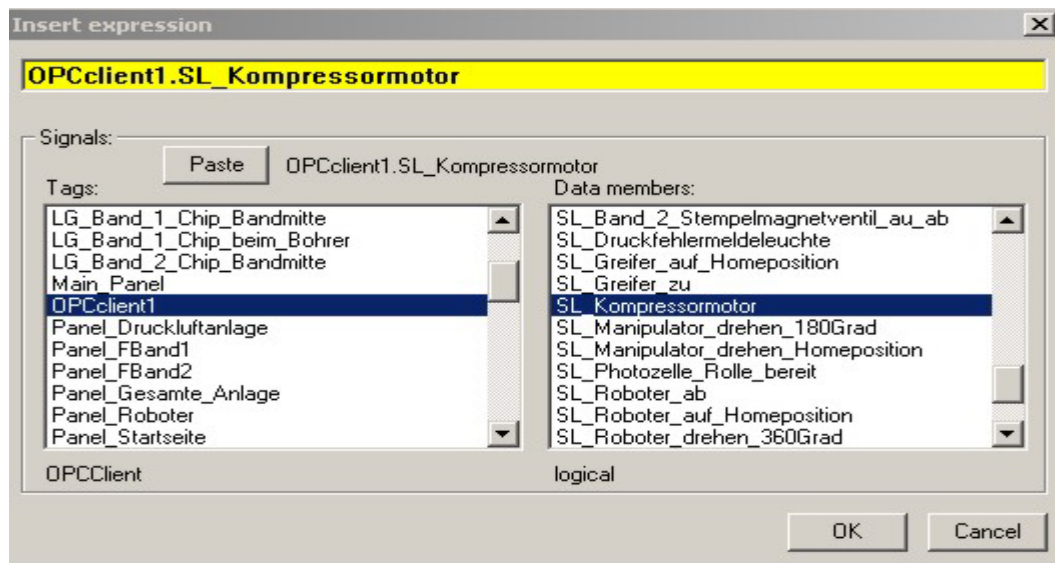 Insert expression
OPCclient1.SL_Kompressormotor
Signals:
Paste OPCclient1.SL_Kompressormotor
Tags:
LG_Band_1_Chip_Bandmitte
LG_Band_1_Chip_beim_Bohrer
LG_Band_2_Chip_Bandmitte
Main_Panel
OPCclient1
Panel_Druckluftanlage
Panel_FBand1
Panel_FBand2
Panel_Gesamte_Anlage
Panel_Roboter
Panel_Startseite
OPCClient
Data members:
SL_Band_2_Stempelmagnetventil_au_ab
SL_Druckfehlermeldeleuchte
SL_Greifer_auf_Homeposition
SL_Greifer_zu
SL_Kompressormotor
SL_Manipulator_drehen_180Grad
SL_Manipulator_drehen_Homeposition
SL_Photozelle_Rolle_bereit
SL_Roboter_ab
SL_Roboter_auf_Homeposition
SL_Roboter_drehen_360Grad
logical
OK Cancel